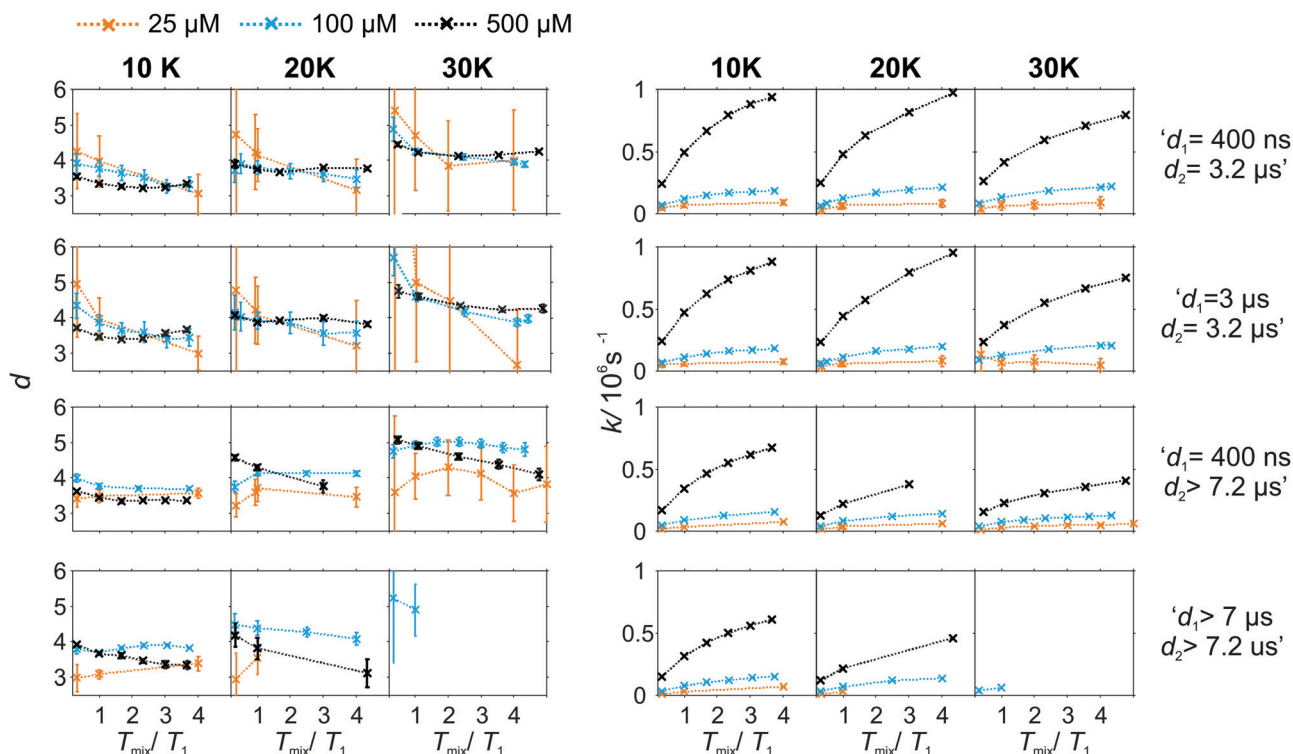 25 µM 100 µM 500 µM
10 K 20K 30K 10K 20K 30K
6 1
5
4 0.5
3 0
'd1= 400 ns
d2= 3.2 µs'
6 1
5
4 0.5
3 0
'd1=3 µs
d2= 3.2 µs'
d
k/ 10⁶s⁻¹
6 1
5
4 0.5
3 0
'd1= 400 ns
d2> 7.2 µs'
6 1
5
4 0.5
3 0
'd1> 7 µs
d2> 7.2 us'
1 2 3 4 1 2 3 4 1 2 3 4 1 2 3 4 1 2 3 4 1 2 3 4
Tmix/ T1 Tmix/ T1 Tmix/ T1 Tmix/ T1 Tmix/ T1 Tmix/ T1